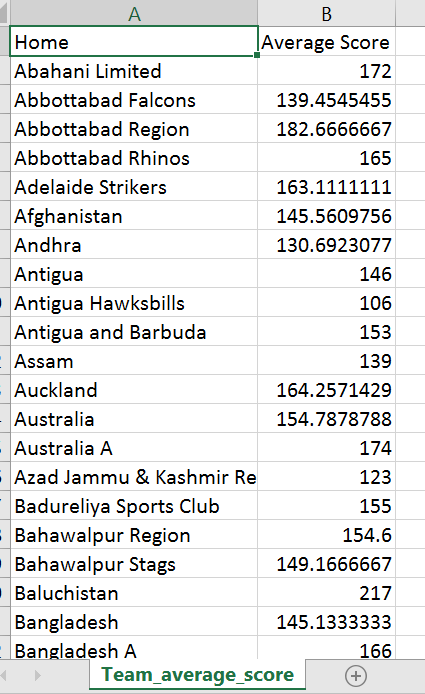 A B
Home Average Score
Abahani Limited 172
Abbottabad Falcons 139.4545455
Abbottabad Region 182.6666667
Abbottabad Rhinos 165
Adelaide Strikers 163.1111111
Afghanistan 145.5609756
Andhra 130.6923077
Antigua 146
Antigua Hawksbills 106
Antigua and Barbuda 153
Assam 139
Auckland 164.2571429
Australia 154.7878788
Australia A 174
Azad Jammu & Kashmir Re 123
Badureliya Sports Club 155
Bahawalpur Region 154.6
Bahawalpur Stags 149.1666667
Baluchistan 217
Bangladesh 145.1333333
Bangladesh A 166
Team_average_score